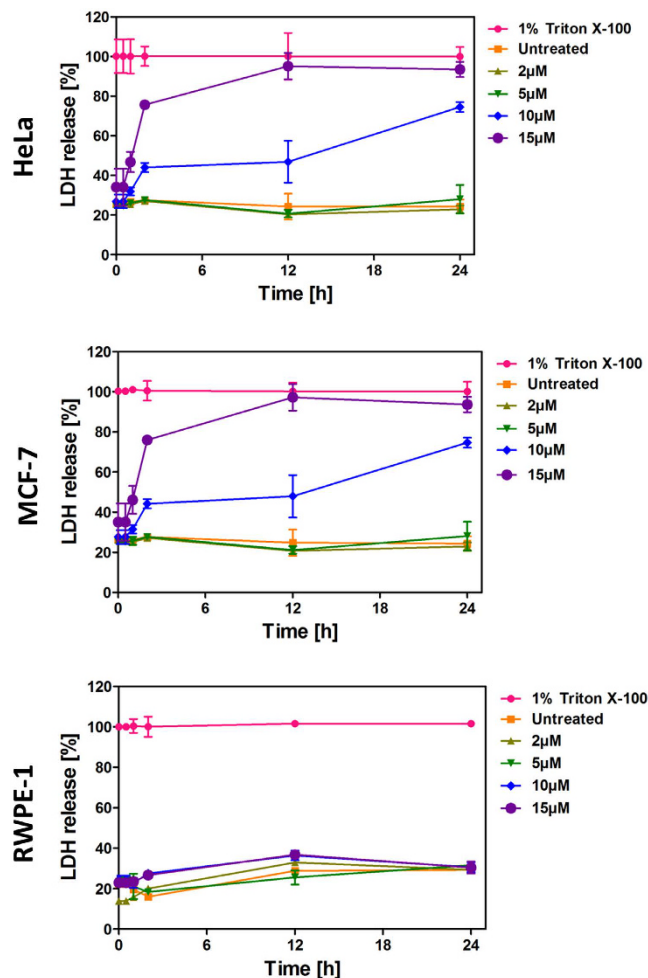 HeLa
LDH release [%]
120
100
80
60
40
20
0
0 6 12 18 24
Time [h]
1% Triton X-100
Untreated
2µM
5µM
10µM
15µM
MCF-7
LDH release [%]
120
100
80
60
40
20
0
0 6 12 18 24
Time [h]
1% Triton X-100
Untreated
2µM
5µM
10µM
15µM
RWPE-1
LDH release [%]
120
100
80
60
40
20
0
0 6 12 18 24
Time [h]
1% Triton X-100
Untreated
2µM
5µM
10µM
15µM